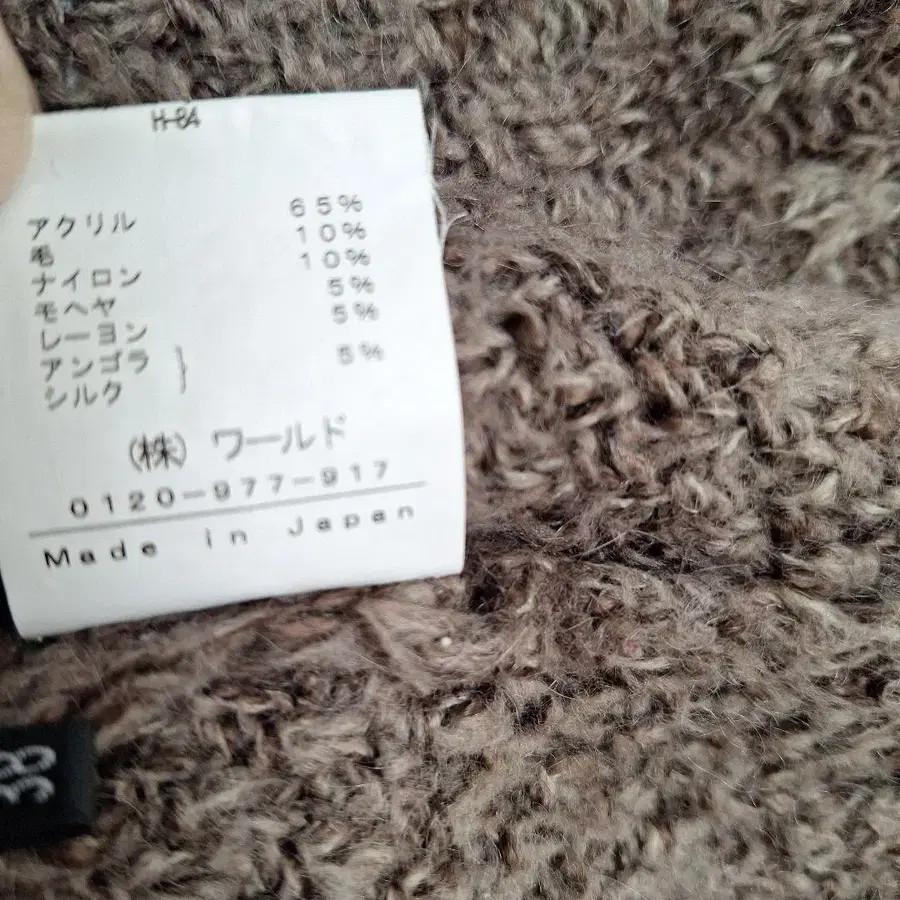 H-84
アクリル 65%
毛 10%
ナイロン 10%
モヘヤ 5%
レーヨン 5%
アンゴラ
シルク } 5%
(株) ワールド
0120-977-917
Made in Japan
38